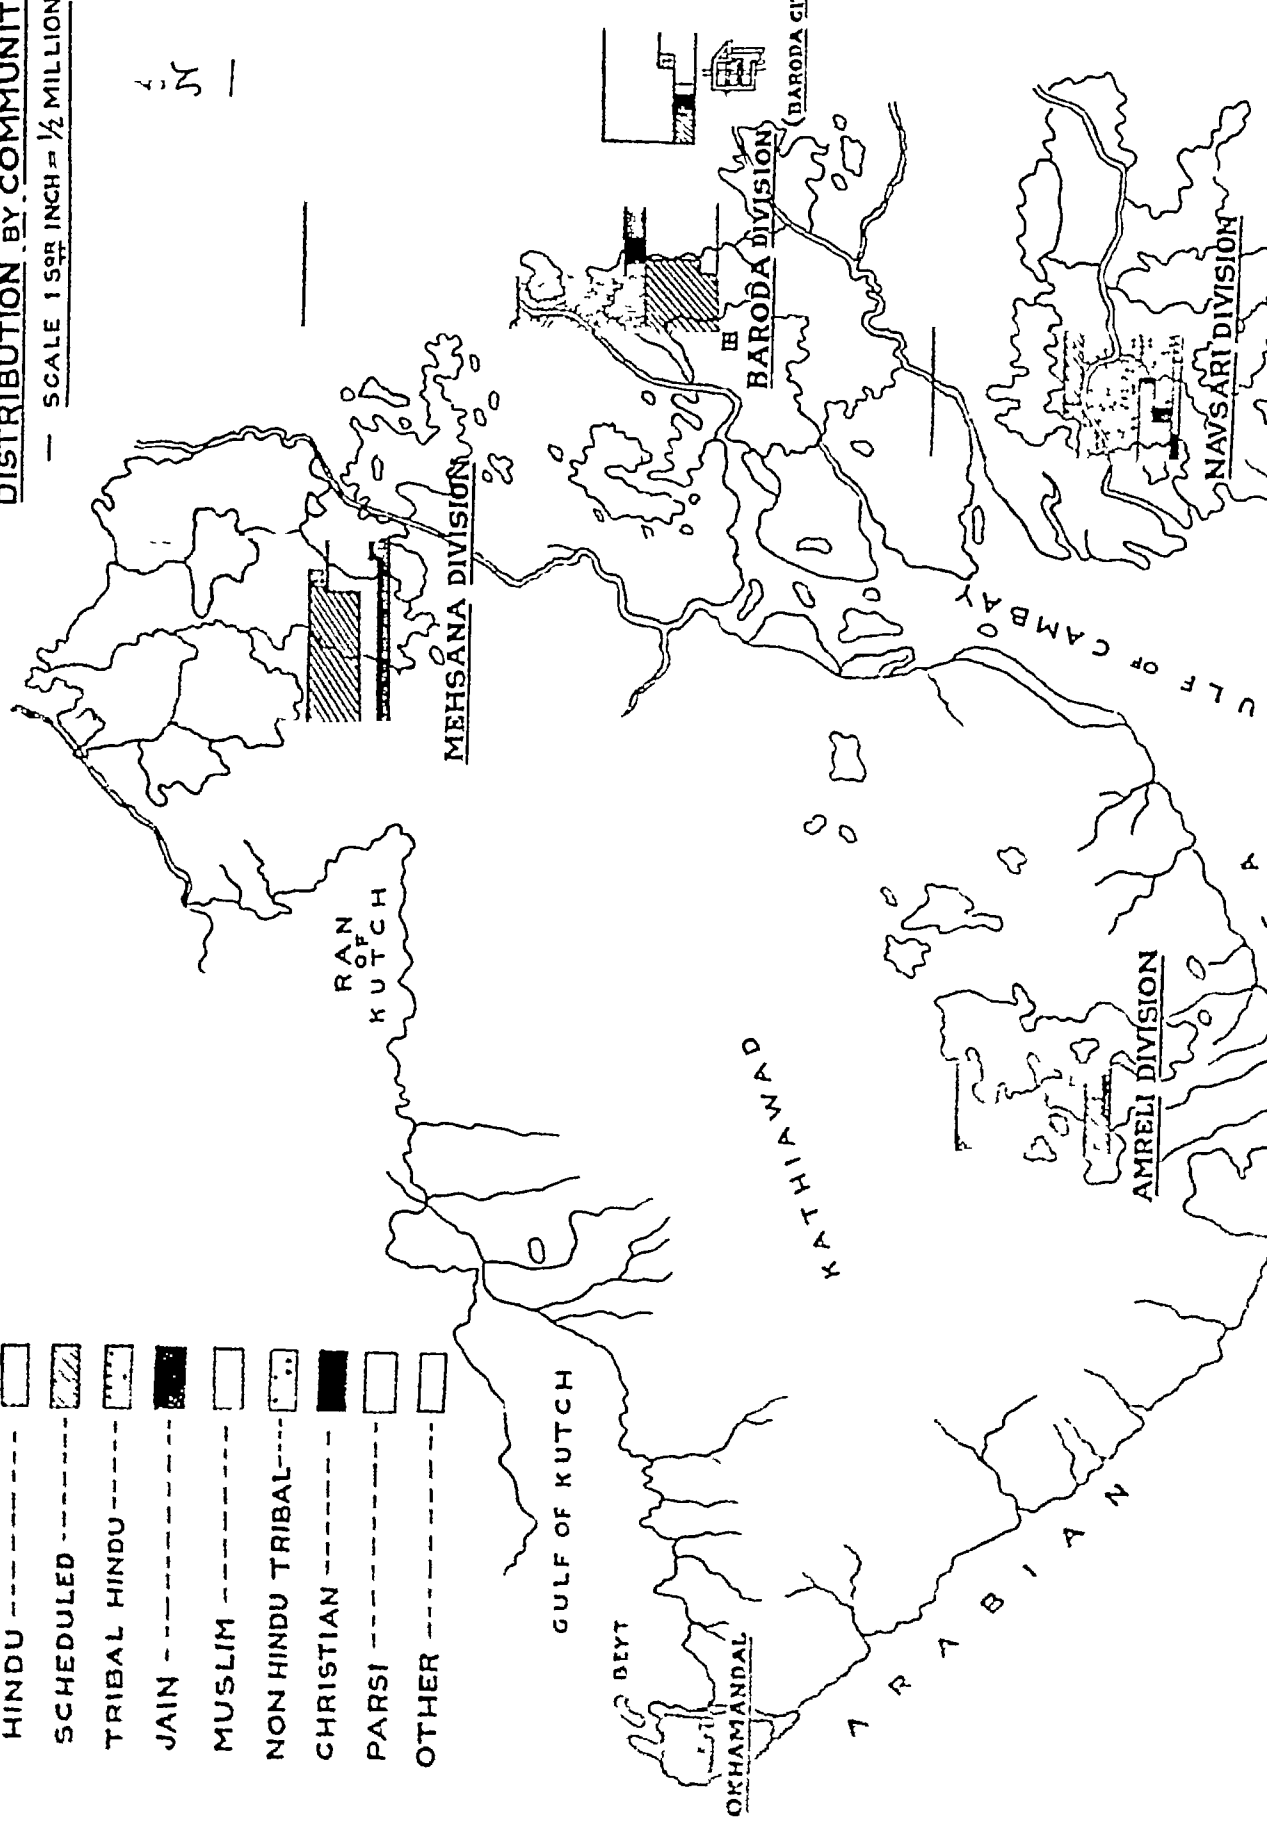 DISTRIBUTION BY COMMUNIT
— SCALE 1 SQR INCH = ½ MILLION
HINDU
SCHEDULED
TRIBAL HINDU
JAIN
MUSLIM
NON HINDU TRIBAL
CHRISTIAN
PARSI
OTHER
RAN
OF
KUTCH
MEHSANA DIVISION
BARODA DIVISION
(BARODA CI
NAVSARI DIVISION
GULF OF KUTCH
BEYT
OKHAMANDAL
KATHIAWAD
AMRELI DIVISION
ULF OF CAMBAY
ARABIAN